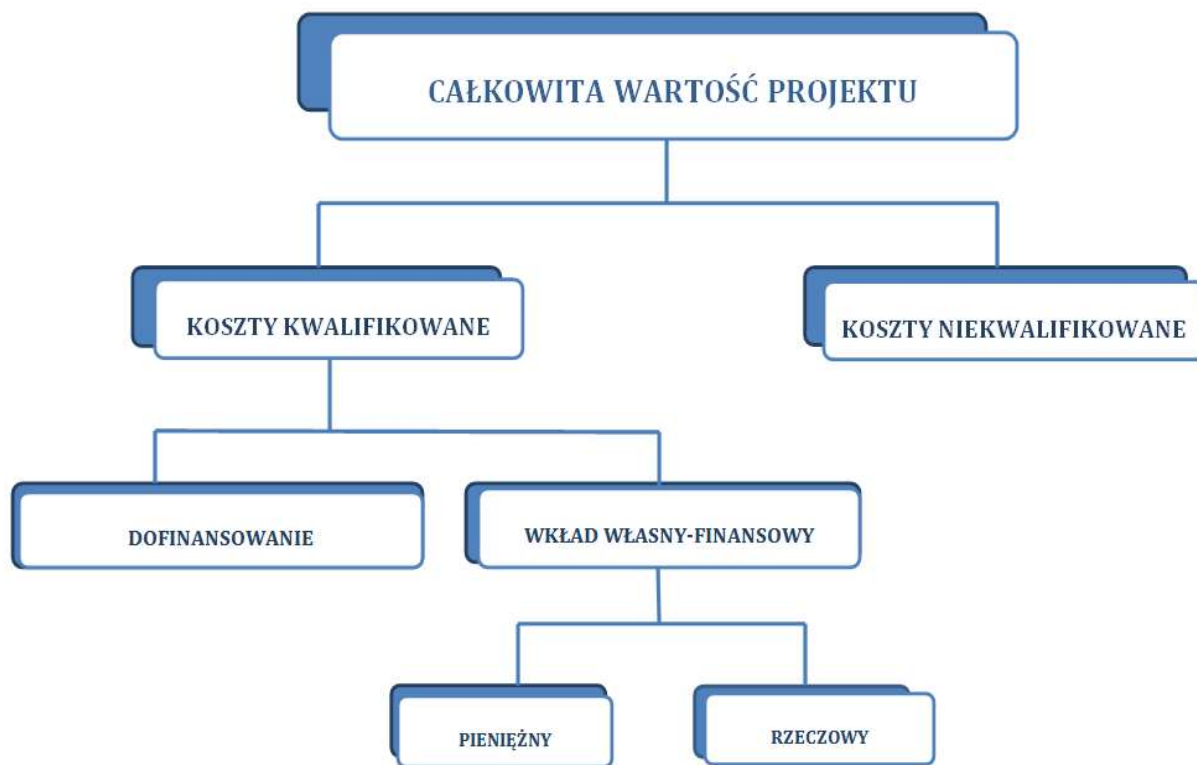 CAŁKOWITA WARTOŚĆ PROJEKTU
KOSZTY KWALIFIKOWANE
KOSZTY NIEKWALIFIKOWANE
DOFINANSOWANIE
WKŁAD WŁASNY-FINANSOWY
PIENIĘŻNY
RZECZOWY